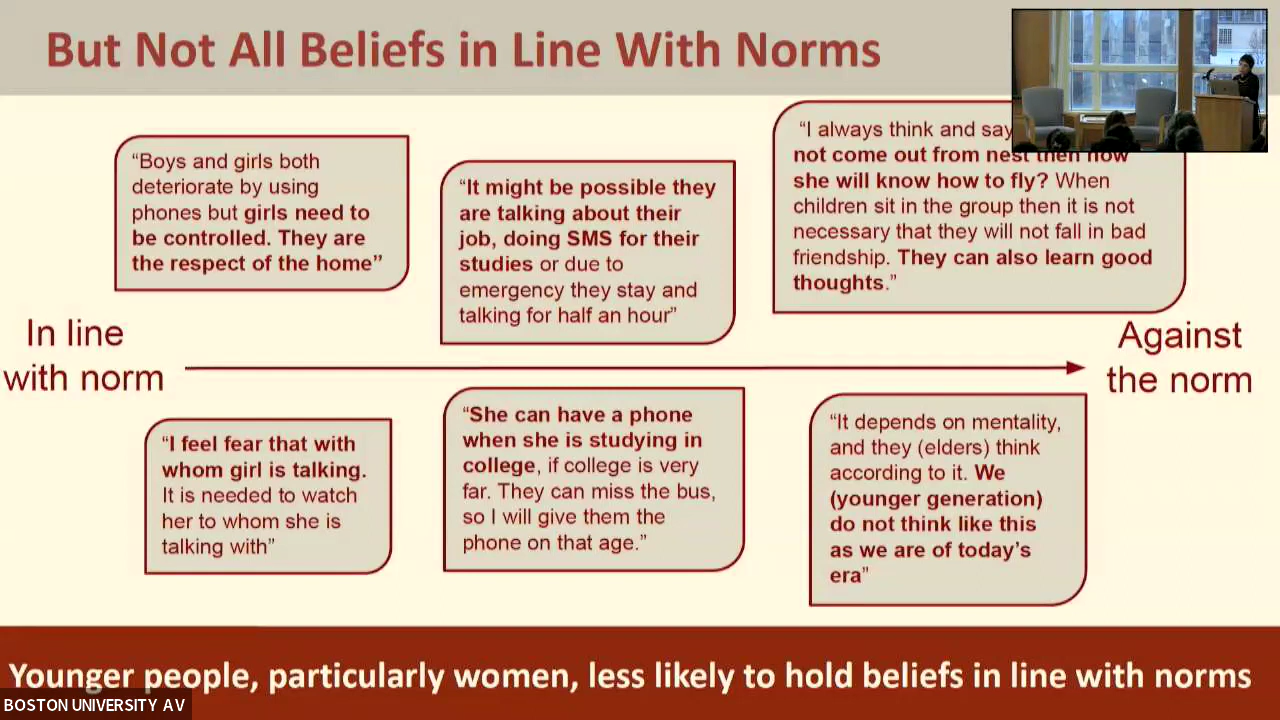 But Not All Beliefs in Line With Norms
“Boys and girls both
deteriorate by using
phones but girls need to
be controlled. They are
the respect of the home”
“It might be possible they
are talking about their
job, doing SMS for their
studies or due to
emergency they stay and
talking for half an hour”
“I always think and say
not come out from nest then how
she will know how to fly? When
children sit in the group then it is not
necessary that they will not fall in bad
friendship. They can also learn good
thoughts.”
In line
with norm
Against
the norm
“I feel fear that with
whom girl is talking.
It is needed to watch
her to whom she is
talking with”
“She can have a phone
when she is studying in
college, if college is very
far. They can miss the bus,
so I will give them the
phone on that age.”
“It depends on mentality,
and they (elders) think
according to it. We
(younger generation)
do not think like this
as we are of today’s
era”
Younger people, particularly women, less likely to hold beliefs in line with norms
BOSTON UNIVERSITY AV